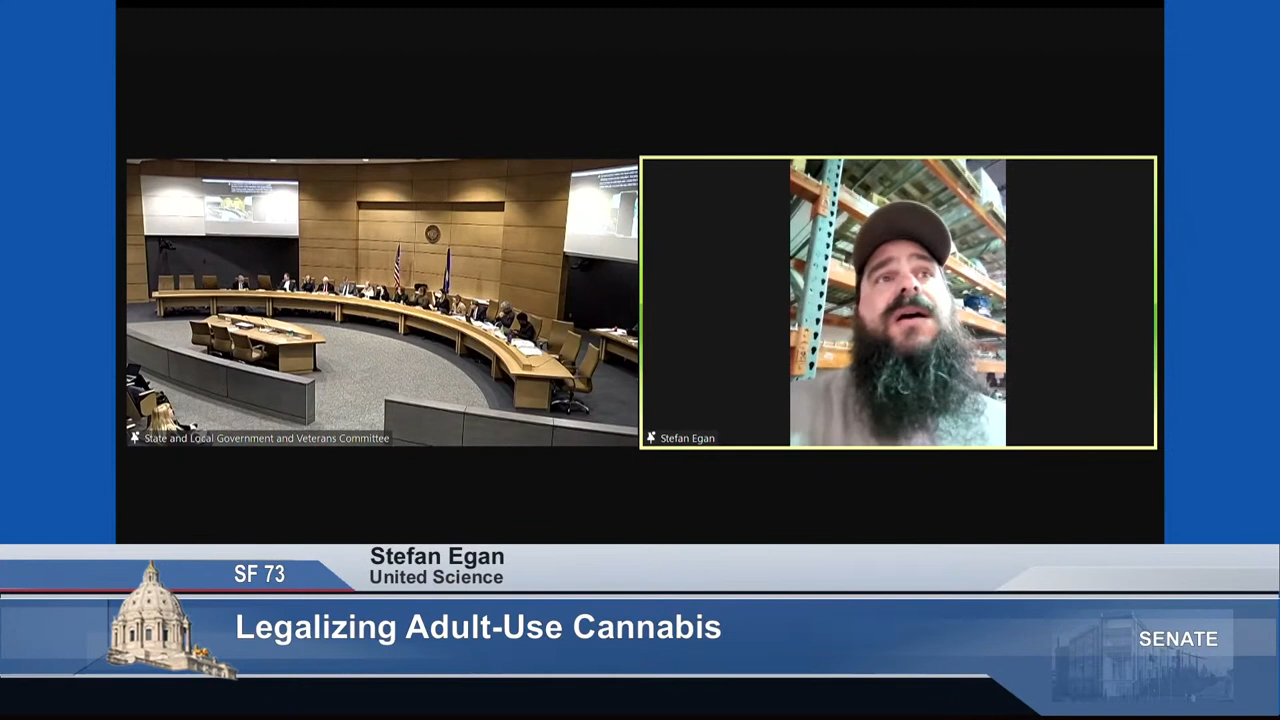 State and Local Government and Veterans Committee
Stefan Egan
Stefan Egan
United Science
SF 73
Legalizing Adult-Use Cannabis
SENATE